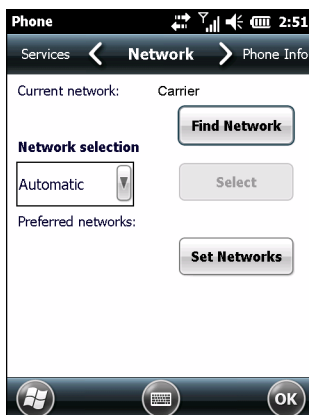 Phone 2:51
Services Network Phone Info
Current network: Carrier
Find Network
Network selection
Automatic Select
Preferred networks:
Set Networks
OK